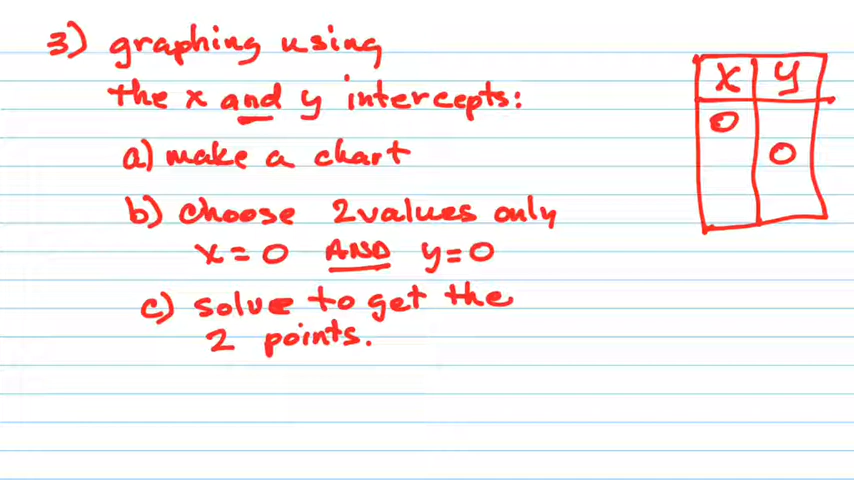 3) graphing using
the x and y intercepts:
a) make a chart
b) choose 2 values only
x = 0 AND y = 0
c) solve to get the
2 points.
X Y
0
0